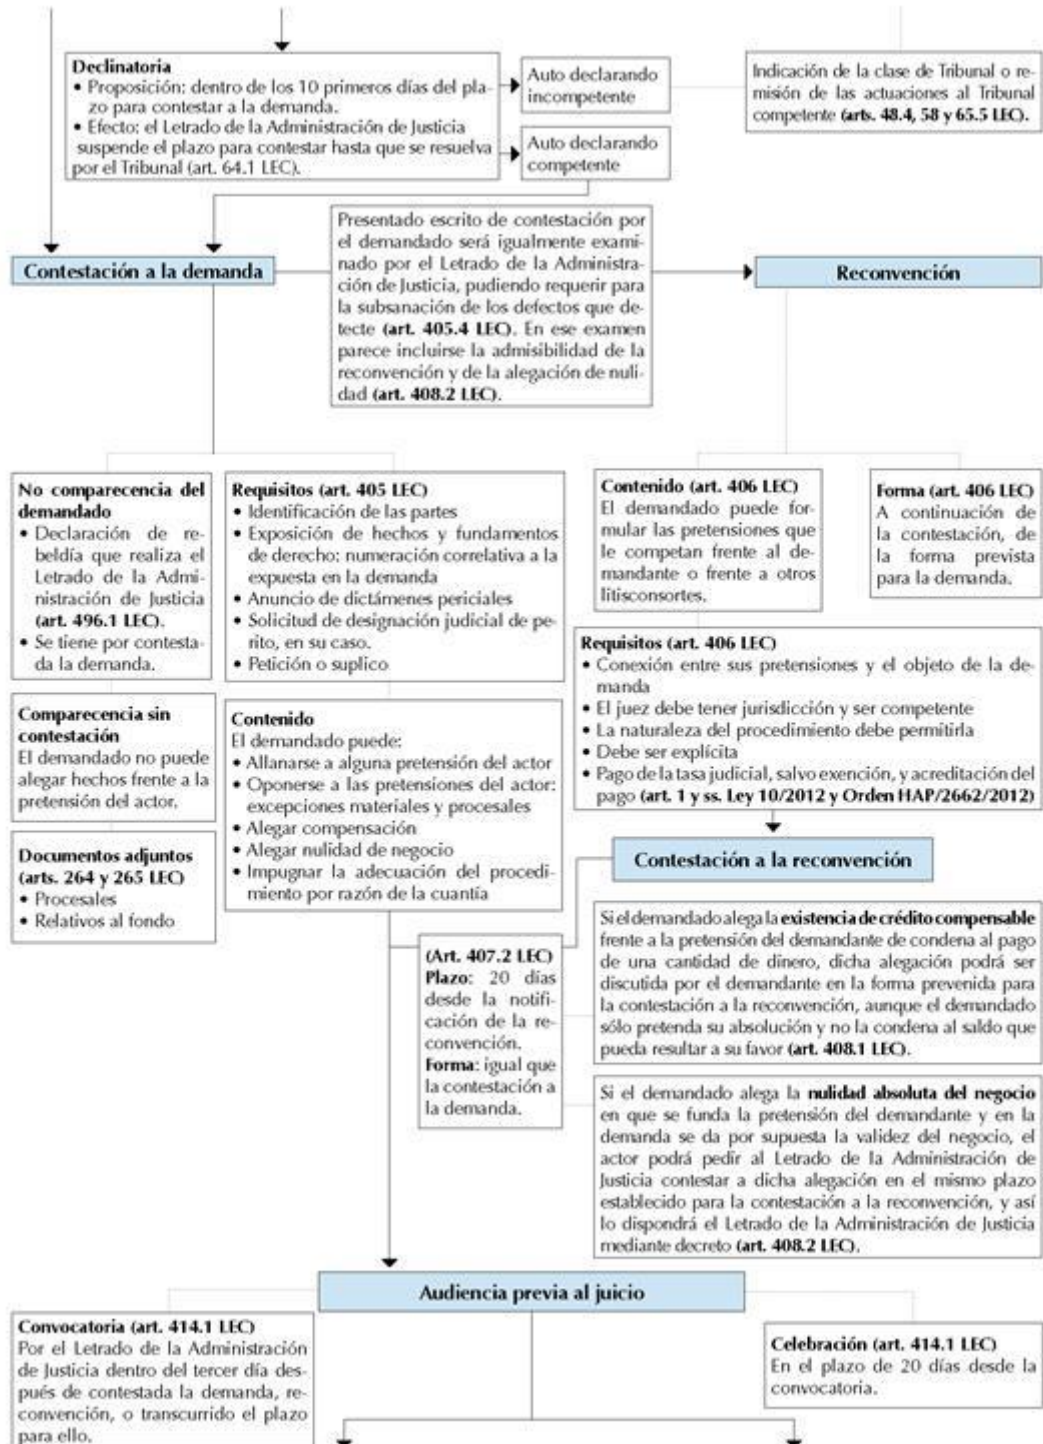 Declinatoria
• Proposición: dentro de los 10 primeros días del pla
zo para contestar a la demanda.
• Efecto: el Letrado de la Administración de Justicia
suspende el plazo para contestar hasta que se resuelva
por el Tribunal (art. 64.1 LEC).
Auto declarando
incompetente
Auto declarando
competente
Indicación de la clase de Tribunal o re-
misión de las actuaciones al Tribunal
competente (arts. 48.4, 58 y 65.5 LEC).
Contestación a la demanda
Presentado escrito de contestación por
el demandado será igualmente exami-
nado por el Letrado de la Administra-
ción de Justicia, pudiendo requerir para
la subsanación de los defectos que de-
tecte (art. 405.4 LEC). En ese examen
parece incluirse la admisibilidad de la
reconvención y de la alegación de nuli-
dad (art. 408.2 LEC).
Reconvención
No comparecencia del
demandado
• Declaración de re-
beldía que realiza el
Letrado de la Admi-
nistración de Justicia
(art. 496.1 LEC).
• Se tiene por contesta-
da la demanda.
Requisitos (art. 405 LEC)
• Identificación de las partes
• Exposición de hechos y fundamentos
de derecho: numeración correlativa a la
expuesta en la demanda
• Anuncio de dictámenes periciales
• Solicitud de designación judicial de pe-
rito, en su caso.
• Petición o suplico
Contenido (art. 406 LEC)
El demandado puede for-
mular las pretensiones que
le competan frente al de-
mandante o frente a otros
litisconsortes.
Forma (art. 406 LEC)
A continuación de
la contestación, de
la forma prevista
para la demanda.
Requisitos (art. 406 LEC)
• Conexión entre sus pretensiones y el objeto de la de-
manda
• El juez debe tener jurisdicción y ser competente
• La naturaleza del procedimiento debe permitirla
• Debe ser explícita
• Pago de la tasa judicial, salvo exención, y acreditación del
pago (art. 1 y ss. Ley 10/2012 y Orden HAP/2662/2012)
Comparecencia sin
contestación
El demandado no puede
alegar hechos frente a la
pretensión del actor.
Contenido
El demandado puede:
• Allanarse a alguna pretensión del actor
• Oponerse a las pretensiones del actor:
excepciones materiales y procesales
• Alegar compensación
• Alegar nulidad de negocio
• Impugnar la adecuación del procedi-
miento por razón de la cuantía
Documentos adjuntos
(arts. 264 y 265 LEC)
• Procesales
• Relativos al fondo
Contestación a la reconvención
(Art. 407.2 LEC)
Plazo: 20 días
desde la notifi-
cación de la re-
convención.
Forma: igual que
la contestación a
la demanda.
Si el demandado alega la existencia de crédito compensable
frente a la pretensión del demandante de condena al pago
de una cantidad de dinero, dicha alegación podrá ser
discutida por el demandante en la forma prevenida para
la contestación a la reconvención, aunque el demandado
sólo pretenda su absolución y no la condena al saldo que
pueda resultar a su favor (art. 408.1 LEC).
Si el demandado alega la nulidad absoluta del negocio
en que se funda la pretensión del demandante y en la
demanda se da por supuesta la validez del negocio, el
actor podrá pedir al Letrado de la Administración de
Justicia contestar a dicha alegación en el mismo plazo
establecido para la contestación a la reconvención, y así
lo dispondrá el Letrado de la Administración de Justicia
mediante decreto (art. 408.2 LEC).
Audiencia previa al juicio
Convocatoria (art. 414.1 LEC)
Por el Letrado de la Administración
de Justicia dentro del tercer día des-
pués de contestada la demanda, re-
convención, o transcurrido el plazo
para ello.
Celebración (art. 414.1 LEC)
En el plazo de 20 días desde la
convocatoria.